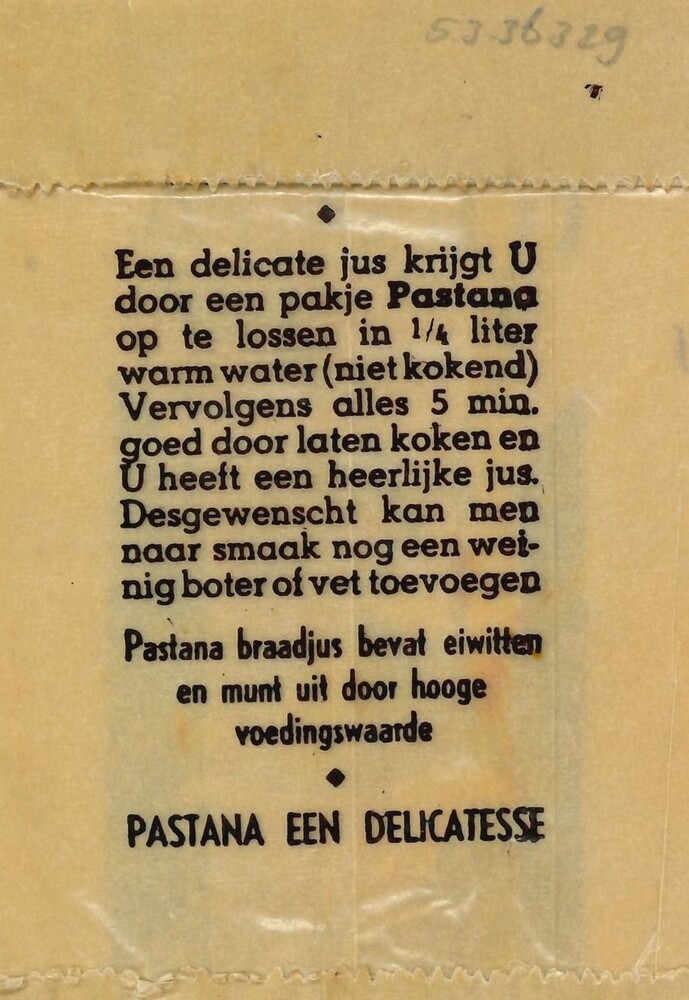 5336329
Een delicate jus krijgt U
door een pakje Pastana
op te lossen in 1/4 liter
warm water (niet kokend)
Vervolgens alles 5 min.
goed door laten koken en
U heeft een heerlijke jus.
Desgewenscht kan men
naar smaak nog een wei-
nig boter of vet toevoegen
Pastana braadjus bevat eiwitten
en munt uit door hooge
voedingswaarde
PASTANA EEN DELICATESSE